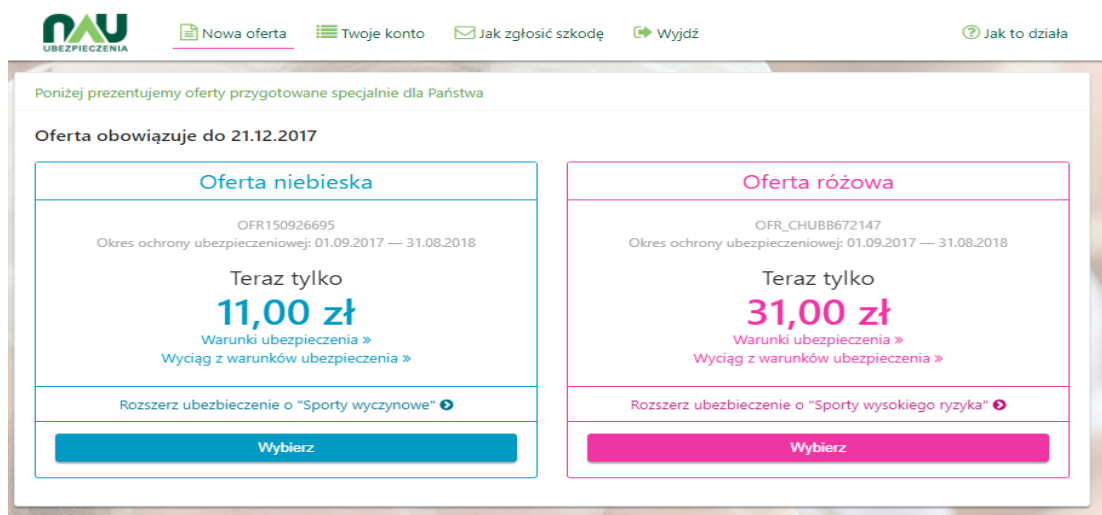 NAU
UBEZPIECZENIA
Nowa oferta
Twoje konto
Jak zgłosić szkodę
Wyjdź
Jak to działa
Poniżej prezentujemy oferty przygotowane specjalnie dla Państwa
Oferta obowiązuje do 21.12.2017
Oferta niebieska
OFR150926695
Okres ochrony ubezpieczeniowej: 01.09.2017 — 31.08.2018
Teraz tylko
11,00 zł
Warunki ubezpieczenia »
Wyciąg z warunków ubezpieczenia »
Rozszerz ubezbieczenie o "Sporty wyczynowe"
Wybierz
Oferta różowa
OFR_CHUBB672147
Okres ochrony ubezpieczeniowej: 01.09.2017 — 31.08.2018
Teraz tylko
31,00 zł
Warunki ubezpieczenia »
Wyciąg z warunków ubezpieczenia »
Rozszerz ubezbieczenie o "Sporty wysokiego ryzyka"
Wybierz